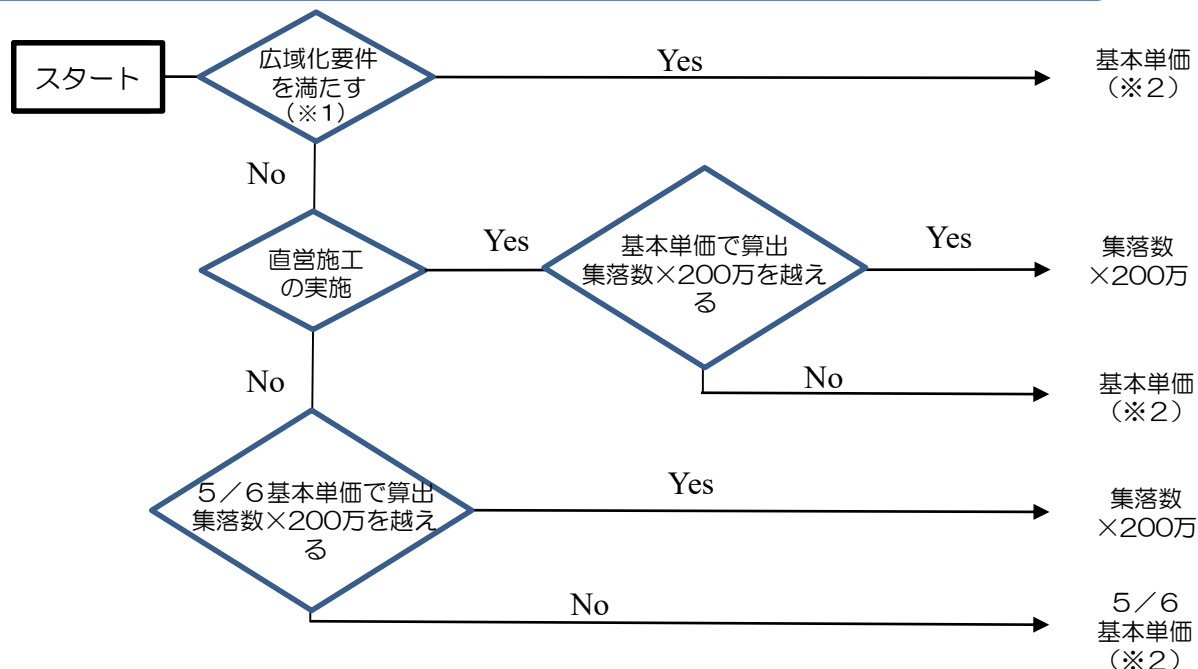 スタート
広域化要件
を満たす
(※1)
Yes
基本単価
(※2)
No
直営施工
の実施
Yes
基本単価で算出
集落数×200万を越え
る
Yes
集落数
×200万
No
基本単価
(※2)
No
5/6基本単価で算出
集落数×200万を越え
る
Yes
集落数
×200万
No
5/6
基本単価
(※2)